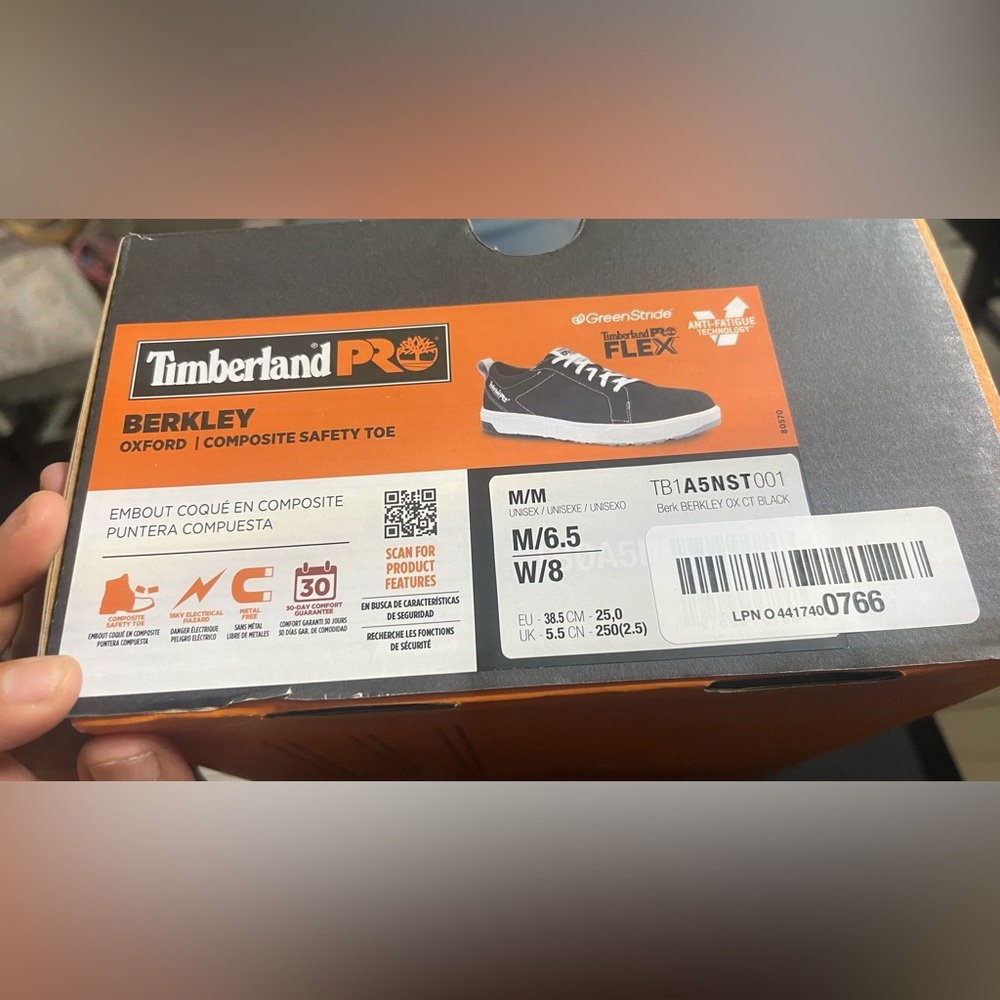 GreenStride
Timberland PRO
FLEX
ANTI-FATIGUE
TECHNOLOGY
Timberland PRO
BERKLEY
OXFORD | COMPOSITE SAFETY TOE
80570
EMBOUT COQUÉ EN COMPOSITE
PUNTERA COMPUESTA
SCAN FOR
PRODUCT
FEATURES
EN BUSCA DE CARACTERÍSTICAS
DE SEGURIDAD
RECHERCHE LES FONCTIONS
DE SÉCURITÉ
COMPOSITE
SAFETY TOE
EMBOUT COQUÉ EN COMPOSITE
PUNTERA COMPUESTA
18KV ELECTRICAL
HAZARD
DANGER ÉLECTRIQUE
PELIGRO ELÉCTRICO
METAL
FREE
SANS MÉTAL
LIBRE DE METALES
30
30-DAY COMFORT
GUARANTEE
CONFORT GARANTI 30 JOURS
30 DÍAS GAR. DE COMODIDAD
M/M
UNISEX / UNISEXE / UNISEXO
TB1A5NST001
Berk BERKLEY OX CT BLACK
M/6.5
W/8
EU - 38.5 CM - 25,0
UK - 5.5 CN - 250(2.5)
LPN O 4417400766